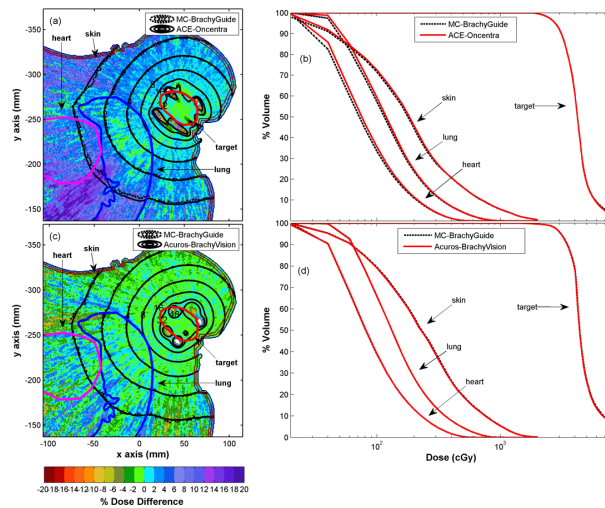 (a)
skin
heart
MC-BrachyGuide
ACE-Oncentra
target
lung
y axis (mm)
-350
-300
-250
-200
-150
(b)
MC-BrachyGuide
ACE-Oncentra
skin
lung
heart
target
% Volume
100
90
80
70
60
50
40
30
20
10
0
(c)
skin
heart
MC-BrachyGuide
Acuros-BrachyVision
target
lung
y axis (mm)
-350
-300
-250
-200
-150
-100
-50
0
50
100
x axis (mm)
(d)
MC-BrachyGuide
Acuros-BrachyVision
skin
lung
heart
target
% Volume
100
90
80
70
60
50
40
30
20
10
0
10²
10³
Dose (cGy)
-20 -18 -16 -14 -12 -10 -8 -6 -4 -2 0 2 4 6 8 10 12 14 16 18 20
% Dose Difference